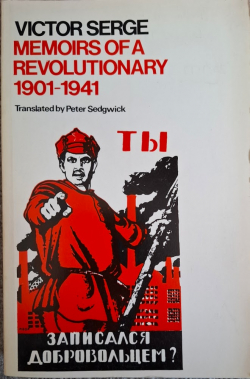 VICTOR SERGE
MEMOIRS OF A
REVOLUTIONARY
1901-1941
Translated by Peter Sedgwick
ТЫ
ЗАПИСАЛСЯ
ДОБРОВОЛЬЦЕМ?